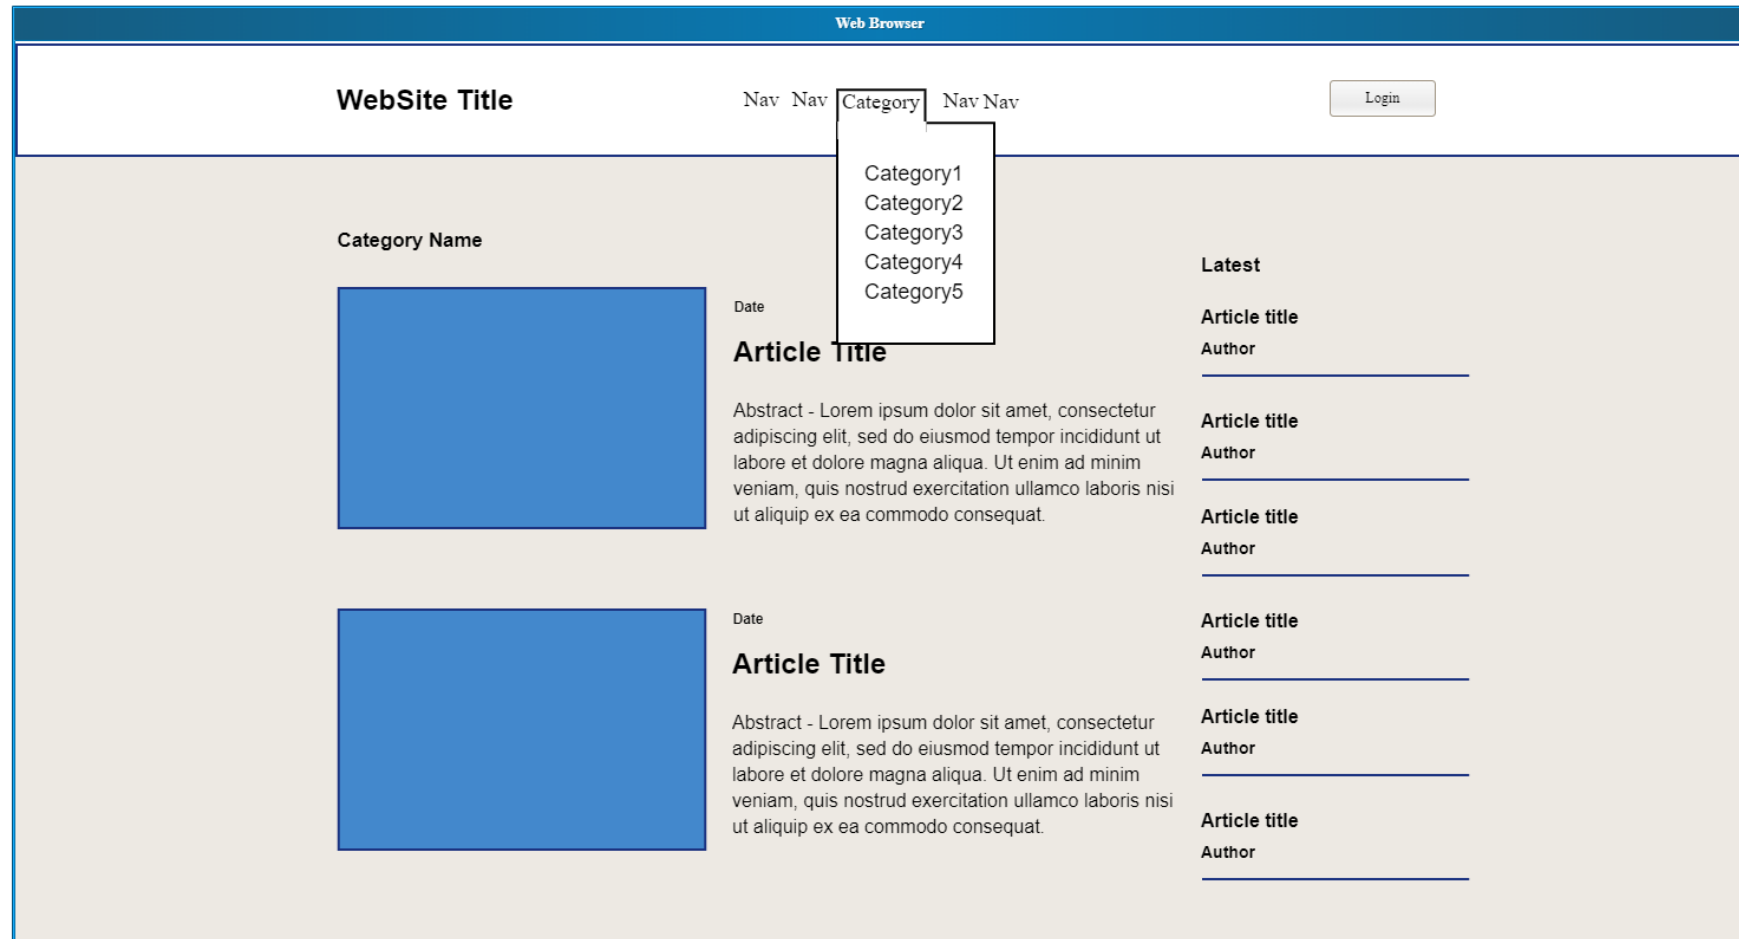 Web Browser
WebSite Title
Nav Nav Category Nav Nav
Login
Category1
Category2
Category3
Category4
Category5
Category Name
Date
Article Title
Abstract - Lorem ipsum dolor sit amet, consectetur
adipiscing elit, sed do eiusmod tempor incididunt ut
labore et dolore magna aliqua. Ut enim ad minim
veniam, quis nostrud exercitation ullamco laboris nisi
ut aliquip ex ea commodo consequat.
Date
Article Title
Abstract - Lorem ipsum dolor sit amet, consectetur
adipiscing elit, sed do eiusmod tempor incididunt ut
labore et dolore magna aliqua. Ut enim ad minim
veniam, quis nostrud exercitation ullamco laboris nisi
ut aliquip ex ea commodo consequat.
Latest
Article title
Author
Article title
Author
Article title
Author
Article title
Author
Article title
Author
Article title
Author